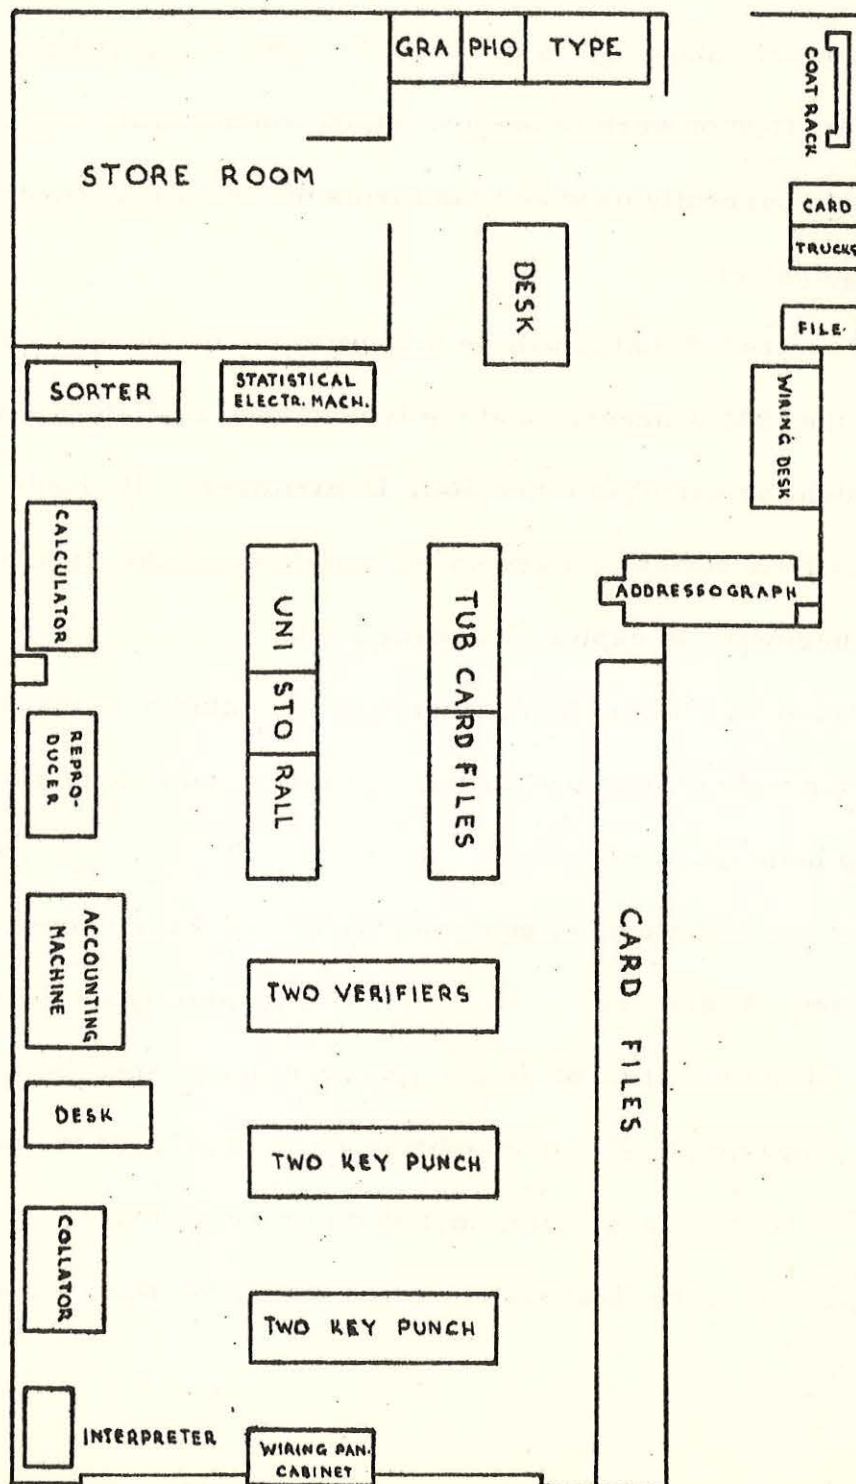 GRA PHO TYPE
COAT RACK
STORE ROOM
CARD
TRUCKS
DESK
FILE
SORTER
STATISTICAL
ELECTR. MACH.
WIRING DESK
CALCULATOR
UNI STO RALL
TUB CARD FILES
ADDRESSOGRAPH
REPRO-
DUCER
ACCOUNTING
MACHINE
CARD FILES
TWO VERIFIERS
DESK
TWO KEY PUNCH
COLLATOR
TWO KEY PUNCH
INTERPRETER
WIRING PAN.
CABINET